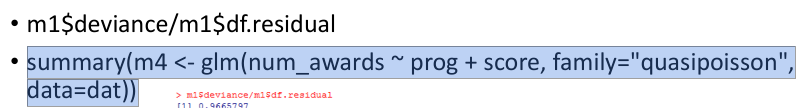 • m1$deviance/m1$df.residual
• summary(m4 <- glm(num_awards ~ prog + score, family="quasipoisson",
data=dat))
> m1$deviance/m1$df.residual
[1] 0.9665797